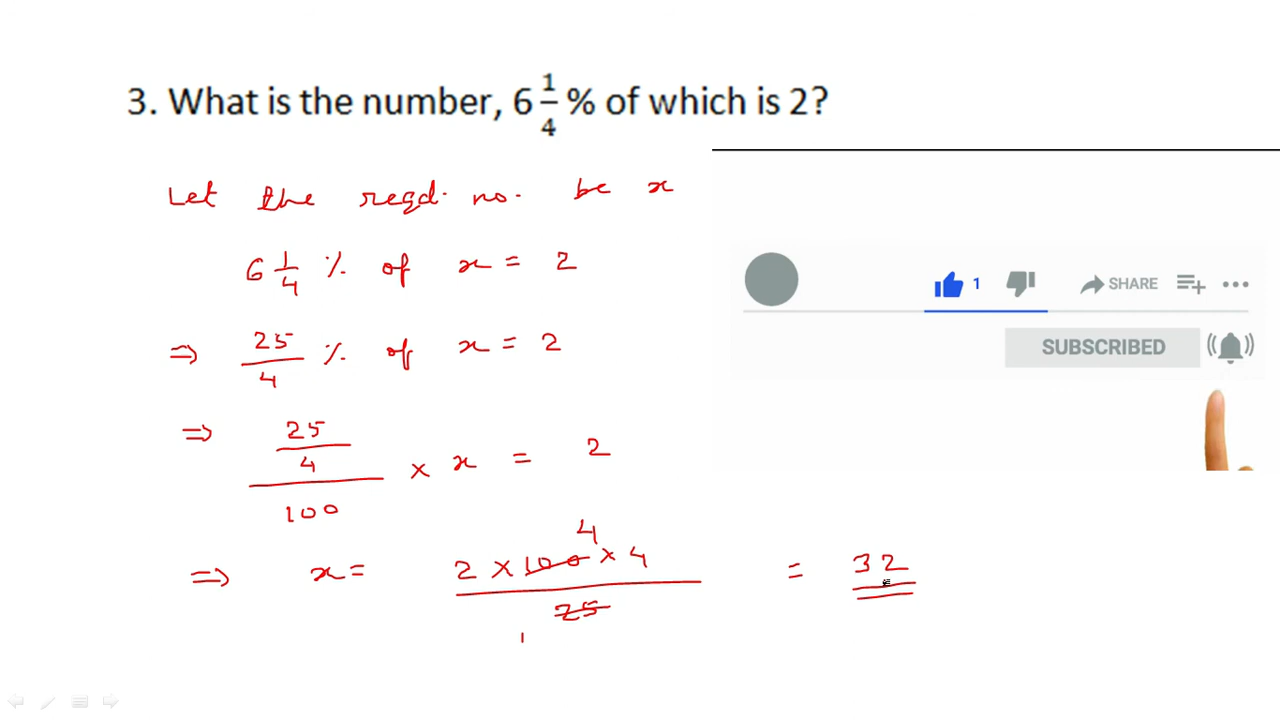 3. What is the number, 6 1/4 % of which is 2?
Let the reqd. no. be x
6 1/4 % of x = 2
⇒ 25/4 % of x = 2
⇒ (25/4)/100 × x = 2
4
⇒ x = 2 × 100 × 4 / 25 = 32
1
1 SHARE
SUBSCRIBED